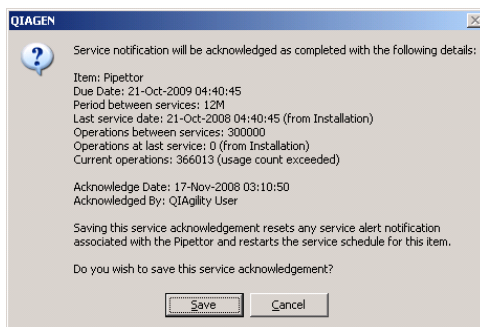 QIAGEN
Service notification will be acknowledged as completed with the following details:
Item: Pipettor
Due Date: 21-Oct-2009 04:40:45
Period between services: 12M
Last service date: 21-Oct-2008 04:40:45 (from Installation)
Operations between services: 300000
Operations at last service: 0 (from Installation)
Current operations: 366013 (usage count exceeded)
Acknowledge Date: 17-Nov-2008 03:10:50
Acknowledged By: QIAgility User
Saving this service acknowledgement resets any service alert notification
associated with the Pipettor and restarts the service schedule for this item.
Do you wish to save this service acknowledgement?
Save Cancel